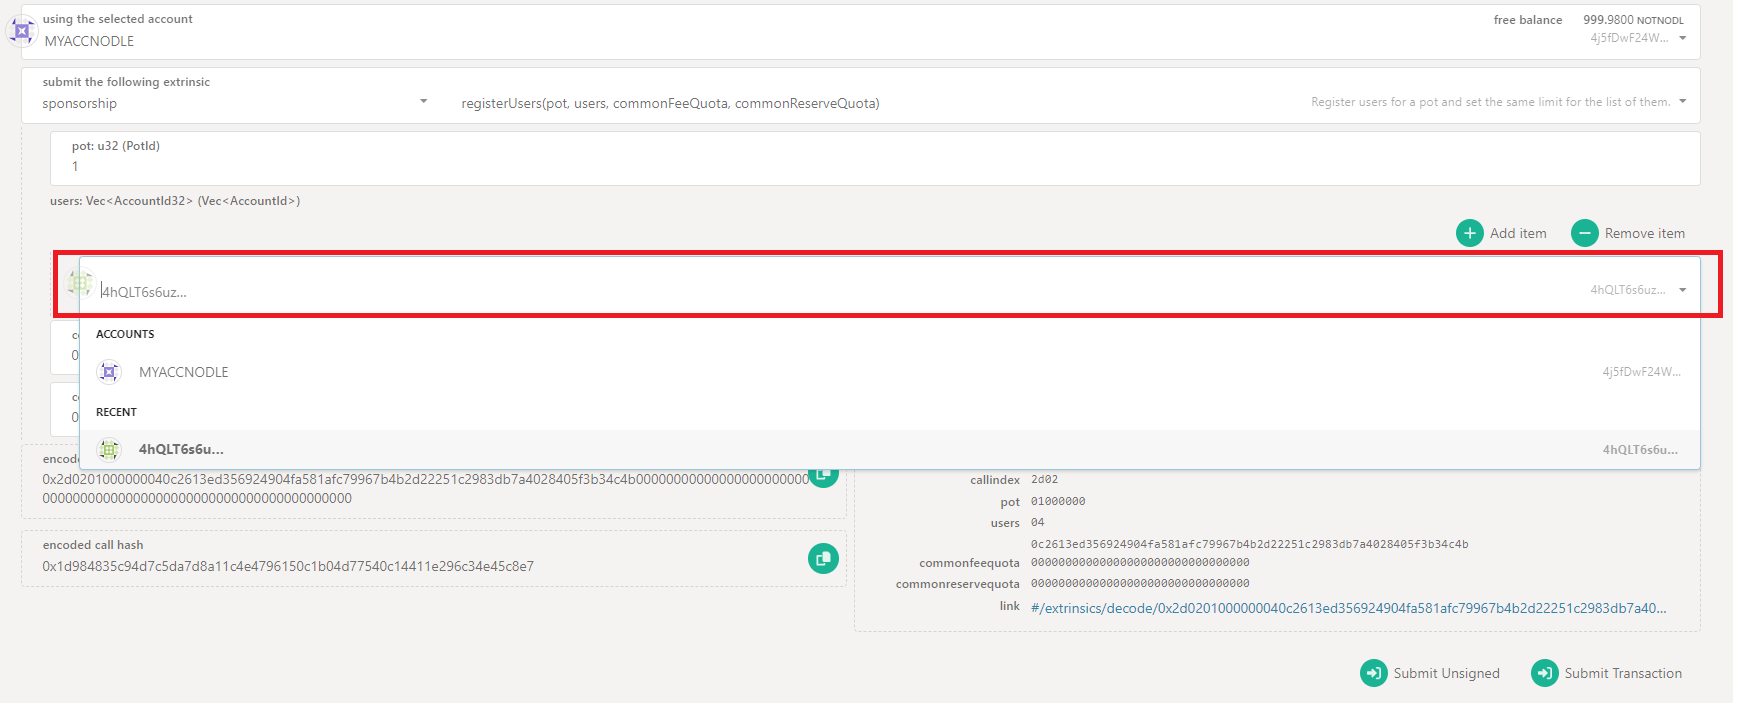 using the selected account
MYACCNODLE
free balance 999.9800 NOTNODL
4j5fDwF24W...
submit the following extrinsic
sponsorship
registerUsers(pot, users, commonFeeQuota, commonReserveQuota)
Register users for a pot and set the same limit for the list of them.
pot: u32 (PotId)
1
users: Vec<AccountId32> (Vec<AccountId>)
Add item
Remove item
4hQLT6s6uz...
4hQLT6s6uz...
ACCOUNTS
MYACCNODLE
4j5fDwF24W...
RECENT
4hQLT6s6u...
4hQLT6s6u...
0x2d0201000000040c2613ed356924904fa581afc79967b4b2d22251c2983db7a4028405f3b34c4b00000000000000000000000
0000000000000000000000000000000000000000
encoded call hash
0x1d984835c94d7c5da7d8a11c4e4796150c1b04d77540c14411e296c34e45c8e7
callindex 2d02
pot 01000000
users 04
0c2613ed356924904fa581afc79967b4b2d22251c2983db7a4028405f3b34c4b
commonfeequota 00000000000000000000000000000000
commonreservequota 00000000000000000000000000000000
link #/extrinsics/decode/0x2d0201000000040c2613ed356924904fa581afc79967b4b2d22251c2983db7a40...
Submit Unsigned
Submit Transaction